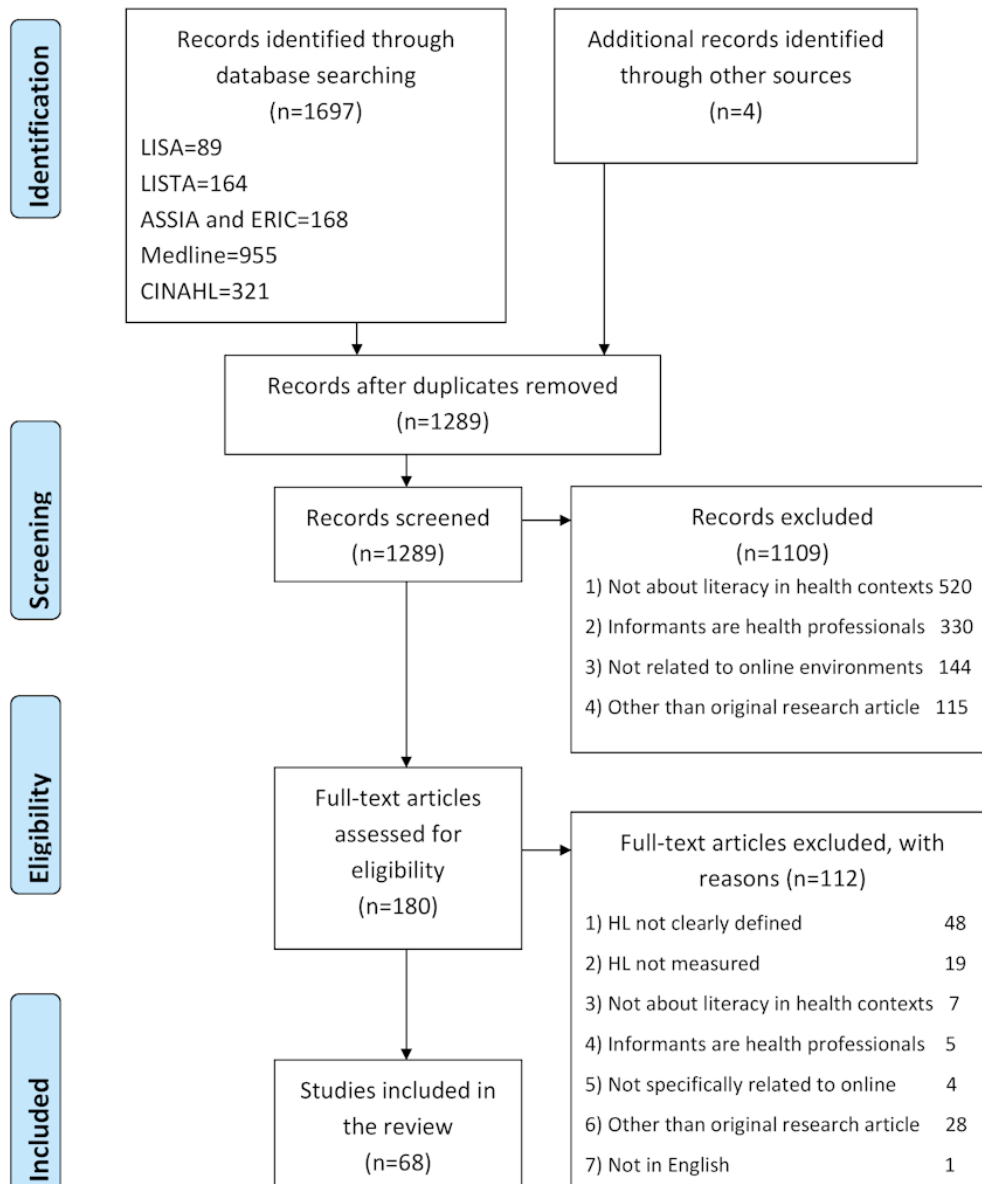 Identification
Records identified through
database searching
(n=1697)
LISA=89
LISTA=164
ASSIA and ERIC=168
Medline=955
CINAHL=321
Additional records identified
through other sources
(n=4)
Records after duplicates removed
(n=1289)
Screening
Records screened
(n=1289)
Records excluded
(n=1109)
1) Not about literacy in health contexts 520
2) Informants are health professionals 330
3) Not related to online environments 144
4) Other than original research article 115
Eligibility
Full-text articles
assessed for
eligibility
(n=180)
Full-text articles excluded, with
reasons (n=112)
1) HL not clearly defined 48
2) HL not measured 19
3) Not about literacy in health contexts 7
4) Informants are health professionals 5
5) Not specifically related to online 4
6) Other than original research article 28
7) Not in English 1
Included
Studies included in
the review
(n=68)